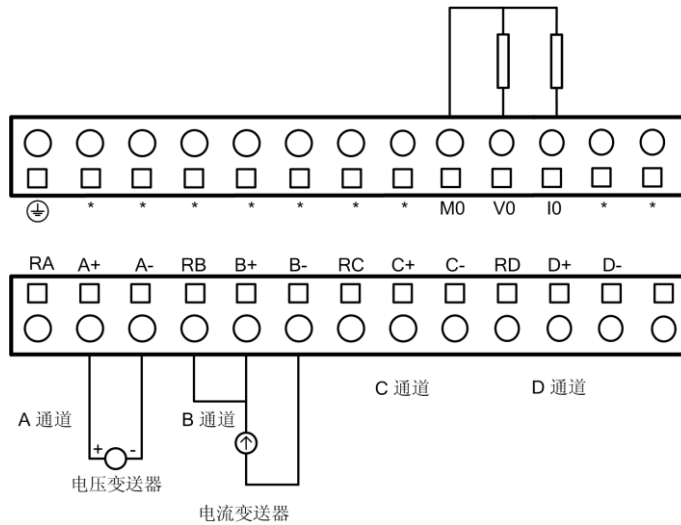 * * * * * * * M0 V0 I0 * *
RA A+ A- RB B+ B- RC C+ C- RD D+ D-
A 通道 B 通道 C 通道 D 通道
+ -
电压变送器
电流变送器